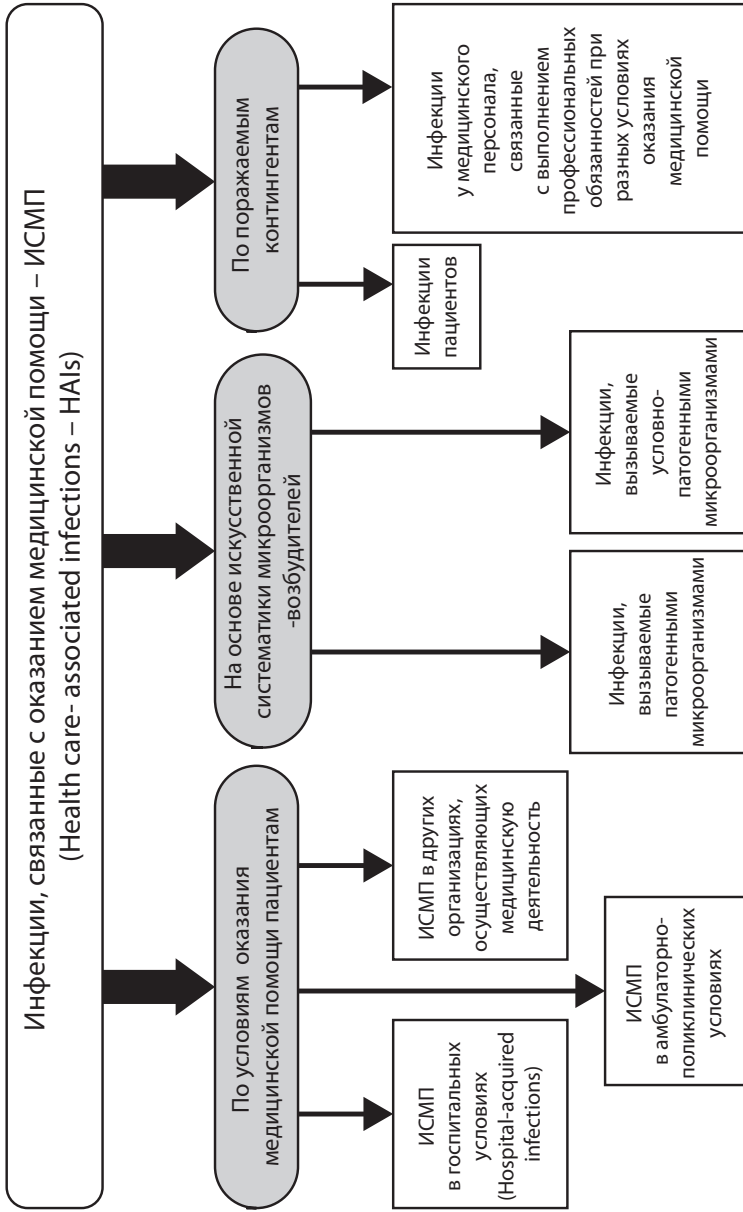 Инфекции, связанные с оказанием медицинской помощи – ИСМП
(Health care- associated infections – HAIs)
По условиям оказания
медицинской помощи пациентам
ИСМП
в госпитальных
условиях
(Hospital-acquired
infections)
ИСМП
в амбулаторно-
поликлинических
условиях
ИСМП в других
организациях,
осуществляющих
медицинскую
деятельность
На основе искусственной
систематики микроорганизмов
-возбудителей
Инфекции,
вызываемые
патогенными
микроорганизмами
Инфекции,
вызываемые
условно-
патогенными
микроорганизмами
По поражаемым
контингентам
Инфекции
пациентов
Инфекции
у медицинского
персонала,
связанные
с выполнением
профессиональных
обязанностей при
разных условиях
оказания
медицинской
помощи